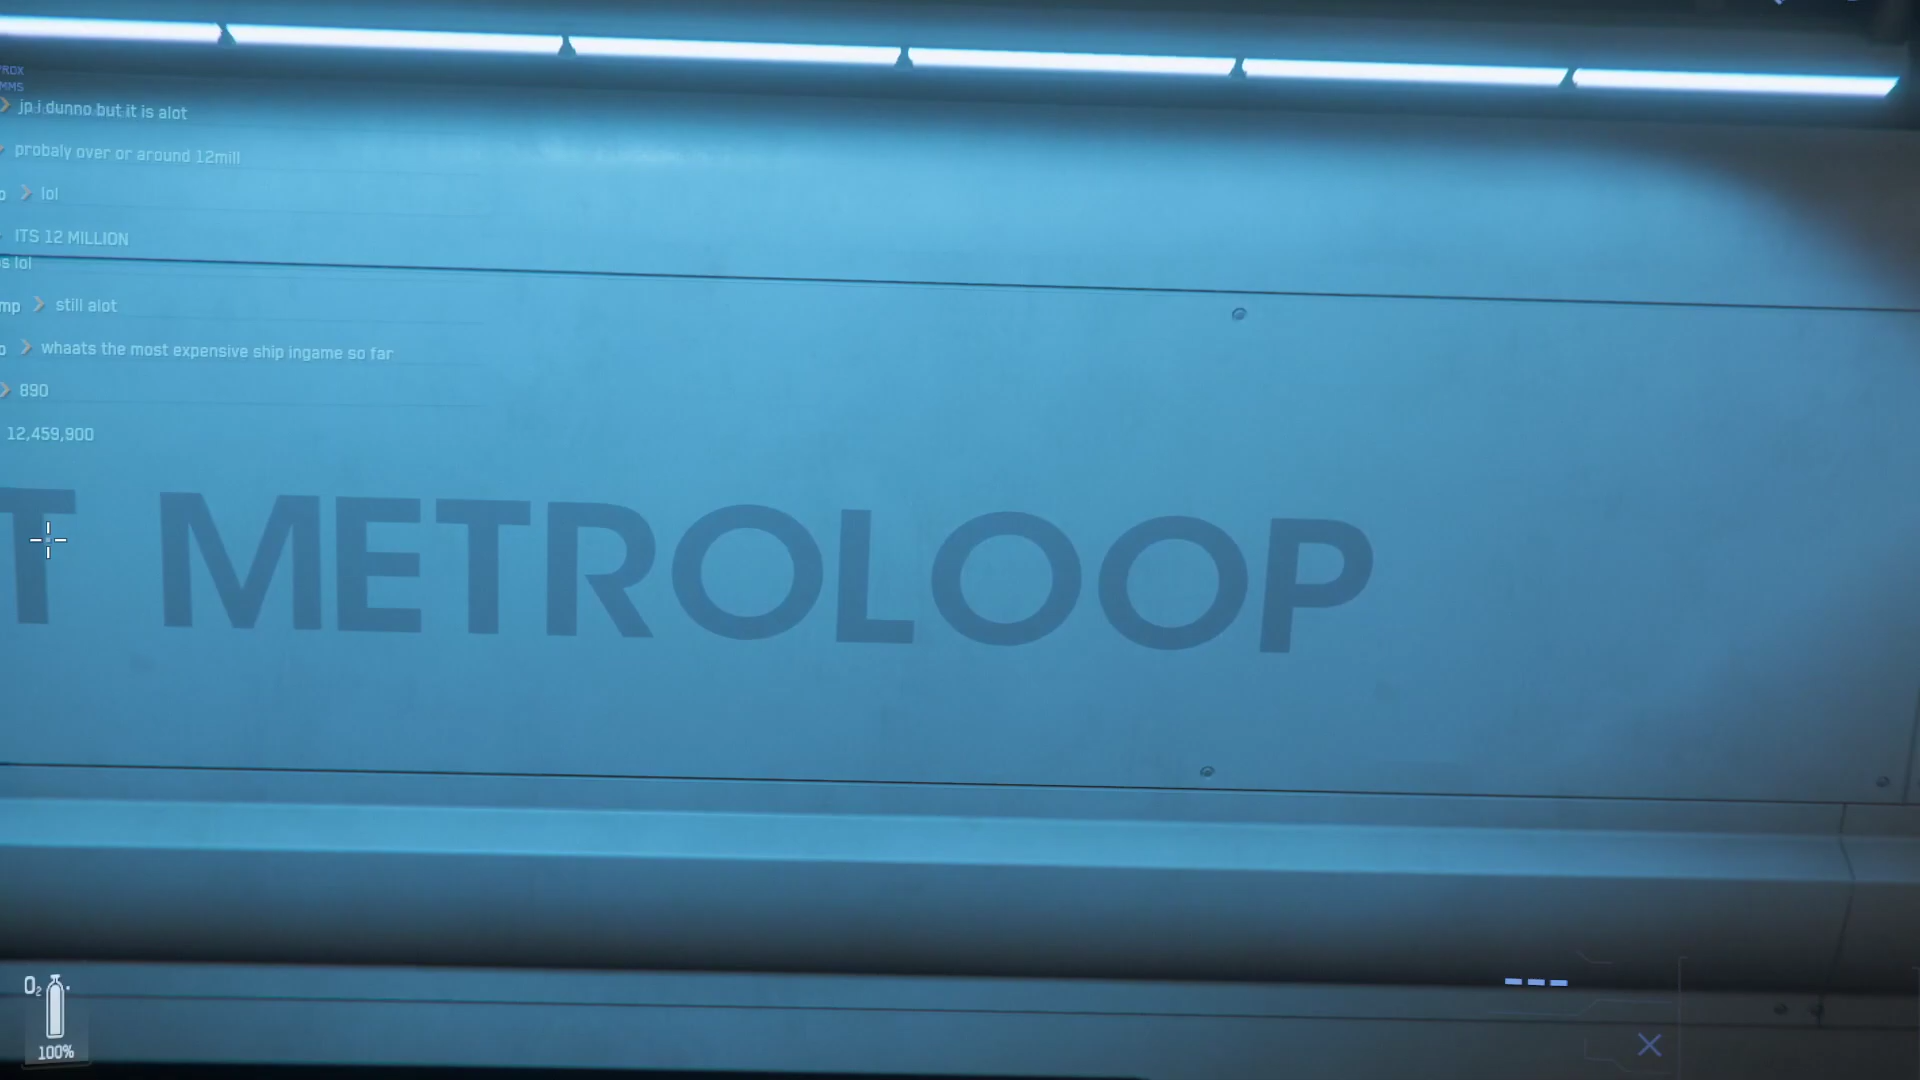 jp i dunno but it is alot
probaly over or around 12mill
lol
ITS 12 MILLION
s lol
mp > still alot
whaats the most expensive ship ingame so far
890
12,459,900
T METROLOOP
O₂
100%